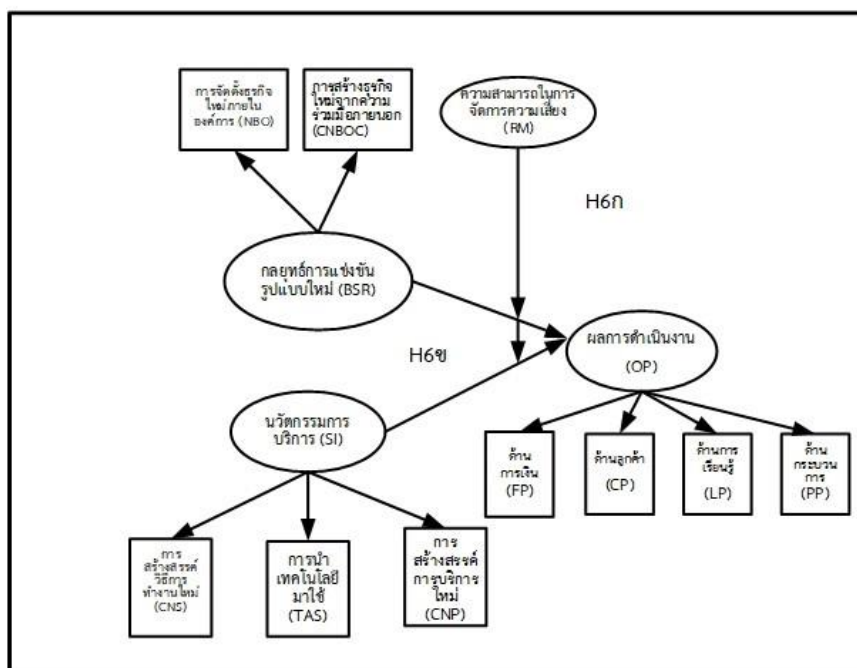 การจัดตั้งธุรกิจ
ใหม่ภายใน
องค์การ (NBO)
การสร้างธุรกิจ
ใหม่จากความ
ร่วมมือภายนอก
(CNBOC)
ความสามารถในการ
จัดการความเสี่ยง
(RM)
H6ก
กลยุทธ์การแข่งขัน
รูปแบบใหม่ (BSR)
H6ข
ผลการดำเนินงาน
(OP)
นวัตกรรมการ
บริการ (SI)
ด้าน
การเงิน
(FP)
ด้านลูกค้า
(CP)
ด้านการ
เรียนรู้
(LP)
ด้าน
กระบวน
การ
(PP)
การ
สร้างสรรค์
วิธีการ
ทำงานใหม่
(CNS)
การนำ
เทคโนโลยี
มาใช้
(TAS)
การ
สร้างสรรค์
การบริการ
ใหม่
(CNP)